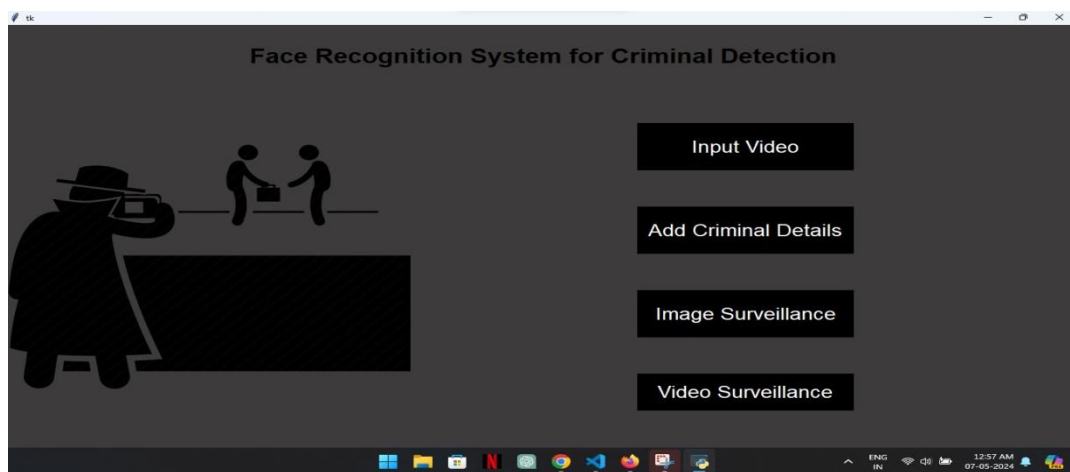 tk
Face Recognition System for Criminal Detection
Input Video
Add Criminal Details
Image Surveillance
Video Surveillance
ENG
IN
12:57 AM
07-05-2024